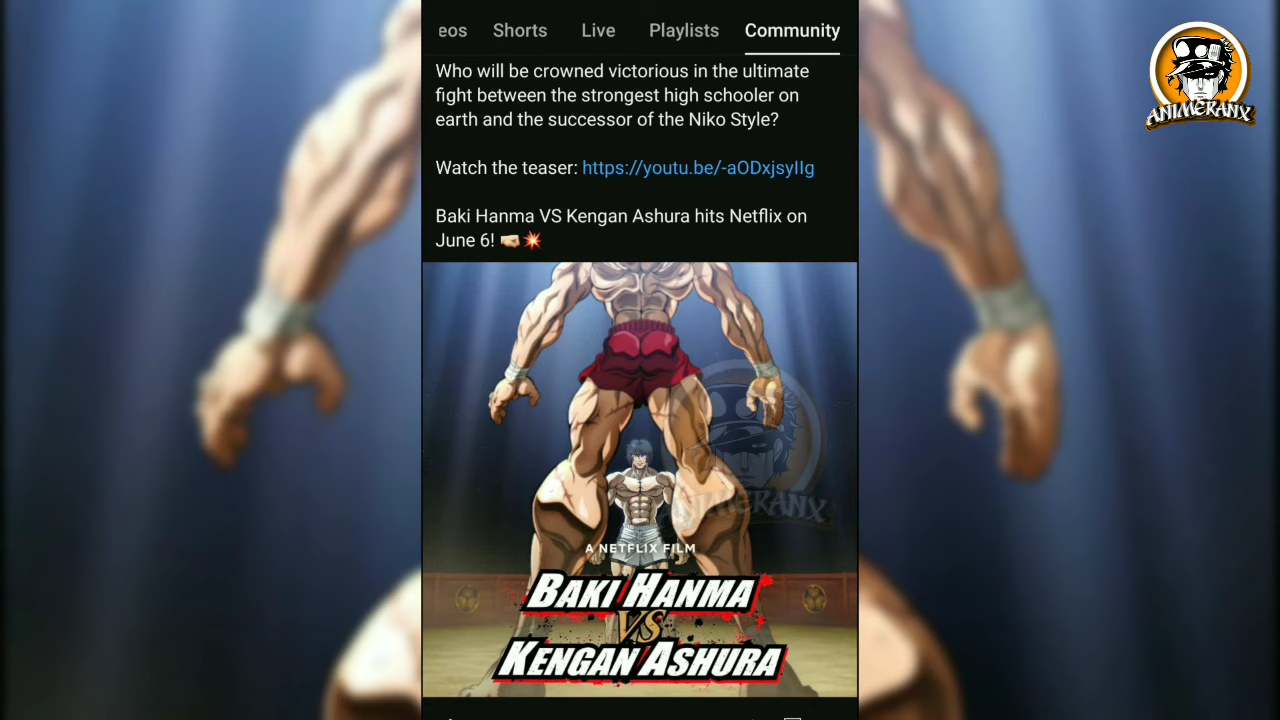 eos Shorts Live Playlists Community
ANIMERANX
Who will be crowned victorious in the ultimate
fight between the strongest high schooler on
earth and the successor of the Niko Style?
Watch the teaser: https://youtu.be/-aODxjsyIIg
Baki Hanma VS Kengan Ashura hits Netflix on
June 6! 🤜🏻💥
ANIMERANX
A NETFLIX FILM
BAKI HANMA
VS
KENGAN ASHURA